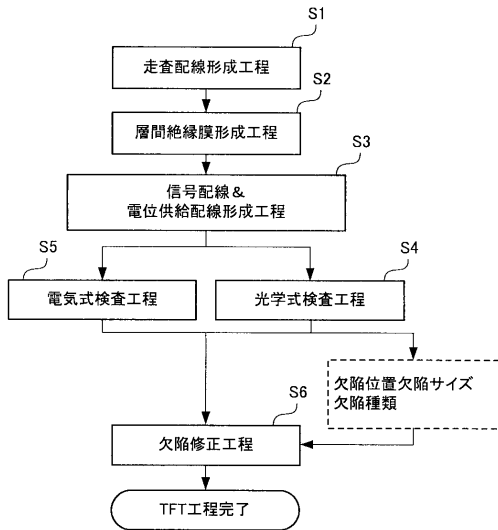 S1
走査配線形成工程
S2
層間絶縁膜形成工程
S3
信号配線＆
電位供給配線形成工程
S5
電気式検査工程
S4
光学式検査工程
欠陥位置欠陥サイズ
欠陥種類
S6
欠陥修正工程
TFT工程完了